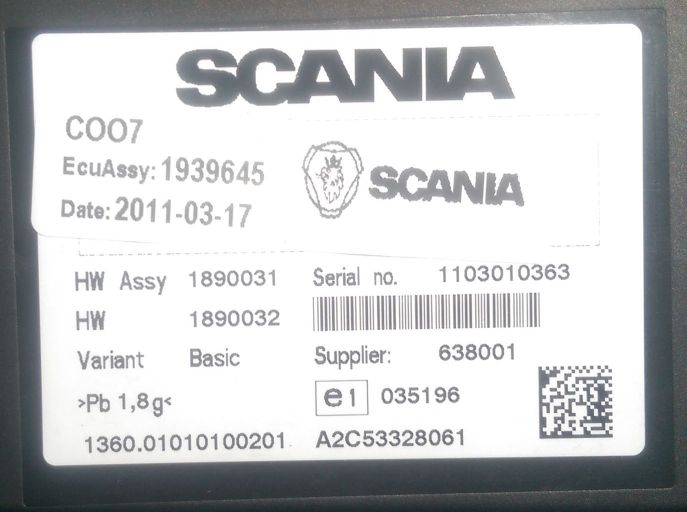 SCANIA
COO7
EcuAssy: 1939645
SCANIA
Date: 2011-03-17
HW Assy 1890031 Serial no. 1103010363
HW 1890032
Variant Basic Supplier: 638001
>Pb 1,8g< e1 035196
1360.01010100201 A2C53328061